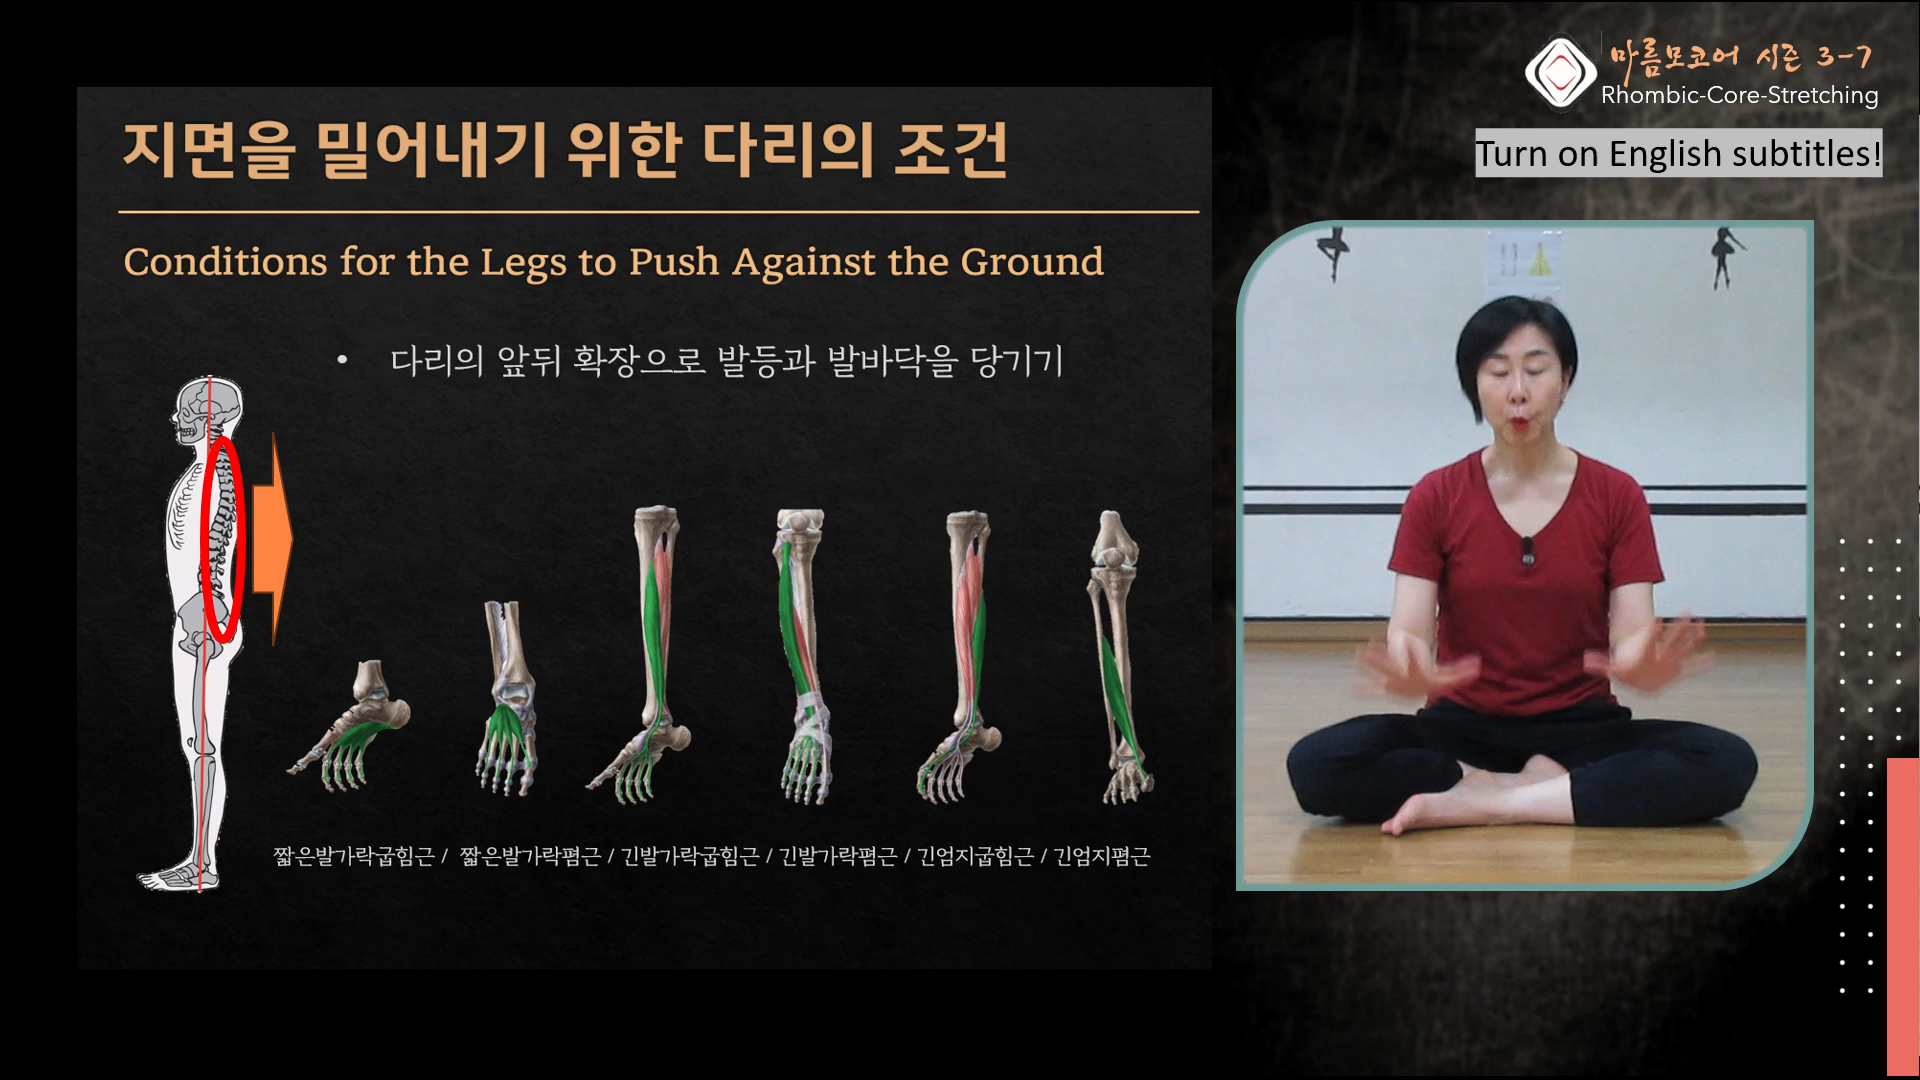 마름모코어 시즌 3-7
Rhombic-Core-Stretching
Turn on English subtitles!
지면을 밀어내기 위한 다리의 조건
Conditions for the Legs to Push Against the Ground
• 다리의 앞뒤 확장으로 발등과 발바닥을 당기기
짧은발가락굽힘근 / 짧은발가락폄근 / 긴발가락굽힘근 / 긴발가락폄근 / 긴엄지굽힘근 / 긴엄지폄근